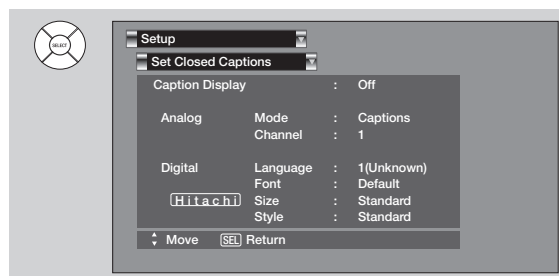 SELECT
Setup
Set Closed Captions
Caption Display : Off
Analog Mode : Captions
Channel : 1
Digital Language : 1(Unknown)
Font : Default
Hitachi Size : Standard
Style : Standard
Move SEL Return